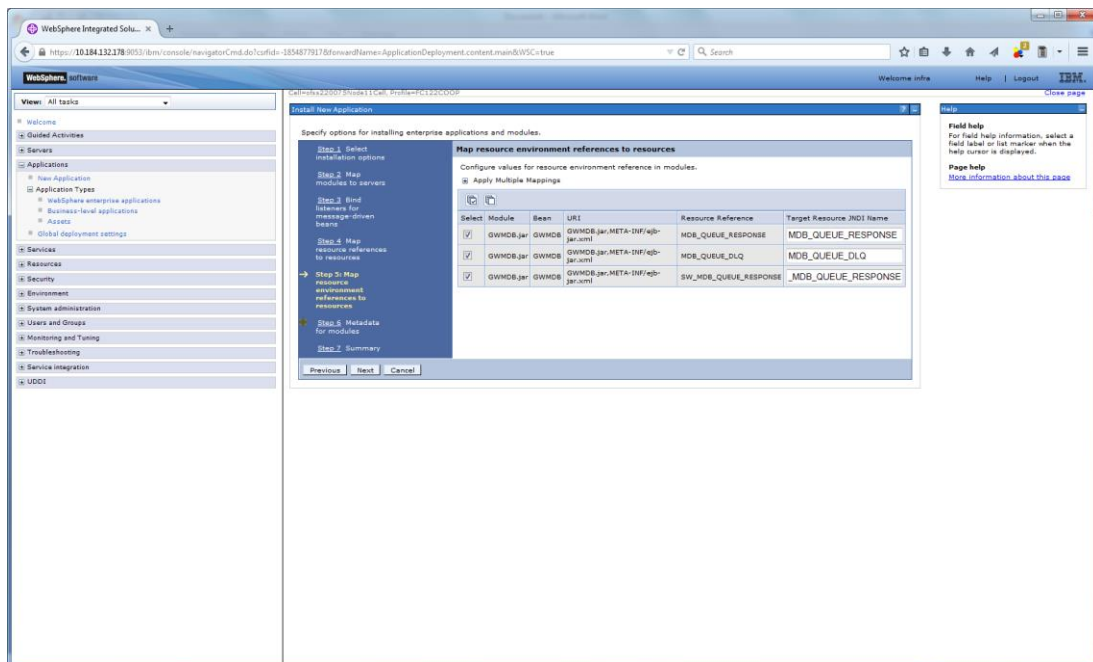 WebSphere Integrated Solu... × +
https://10.184.132.178:9053/ibm/console/navigatorCmd.do?csrfid=-1854877917&forwardName=ApplicationDeployment.content.main&WSC=true
Search
WebSphere. software
Welcome infra
Help | Logout
IBM.
View: All tasks
Welcome
Guided Activities
Servers
Applications
New Application
Application Types
WebSphere enterprise applications
Business-level applications
Assets
Global deployment settings
Services
Resources
Security
Environment
System administration
Users and Groups
Monitoring and Tuning
Troubleshooting
Service integration
UDDI
Profile=FC122COOP
Close page
Install New Application
Specify options for installing enterprise applications and modules.
Step 1 Select
installation options
Step 2 Map
modules to servers
Step 3 Bind
listeners for
message-driven
beans
Step 4 Map
resource references
to resources
Step 5: Map
resource
environment
references to
resources
Step 6 Metadata
for modules
Step 7 Summary
Map resource environment references to resources
Configure values for resource environment reference in modules.
Apply Multiple Mappings
Select Module Bean URI Resource Reference Target Resource JNDI Name
GWMDB.jar GWMDB GWMDB.jar,META-INF/ejb-jar.xml MDB_QUEUE_RESPONSE MDB_QUEUE_RESPONSE
GWMDB.jar GWMDB GWMDB.jar,META-INF/ejb-jar.xml MDB_QUEUE_DLQ MDB_QUEUE_DLQ
GWMDB.jar GWMDB GWMDB.jar,META-INF/ejb-jar.xml SW_MDB_QUEUE_RESPONSE _MDB_QUEUE_RESPONSE
Previous Next Cancel
Help
Field help
For field help information, select a
field label or list marker when the
help cursor is displayed.
Page help
More information about this page